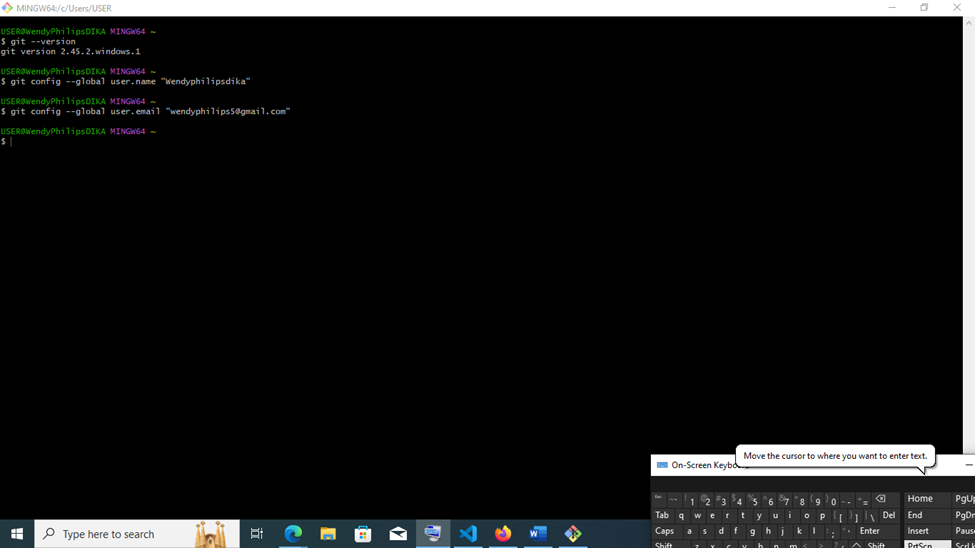 MINGW64:/c/Users/USER
USER@WendyPhilipsDIKA MINGW64 ~
$ git --version
git version 2.45.2.windows.1
USER@WendyPhilipsDIKA MINGW64 ~
$ git config --global user.name "Wendyphilipsdika"
USER@WendyPhilipsDIKA MINGW64 ~
$ git config --global user.email "wendyphilips5@gmail.com"
USER@WendyPhilipsDIKA MINGW64 ~
$
Move the cursor to where you want to enter text.
On-Screen Keyboard
Esc ~ ` ! 1 @ 2 # 3 $ 4 % 5 ^ 6 & 7 * 8 ( 9 ) 0 _ - + = Home PgUp
Tab q w e r t y u i o p { [ } ] | \ Del End PgDn
Caps a s d f g h j k l : ; " ' Enter Insert Pause
Shift z x c v b n m < , > . ? / Shift PrtScn ScrLk
Type here to search